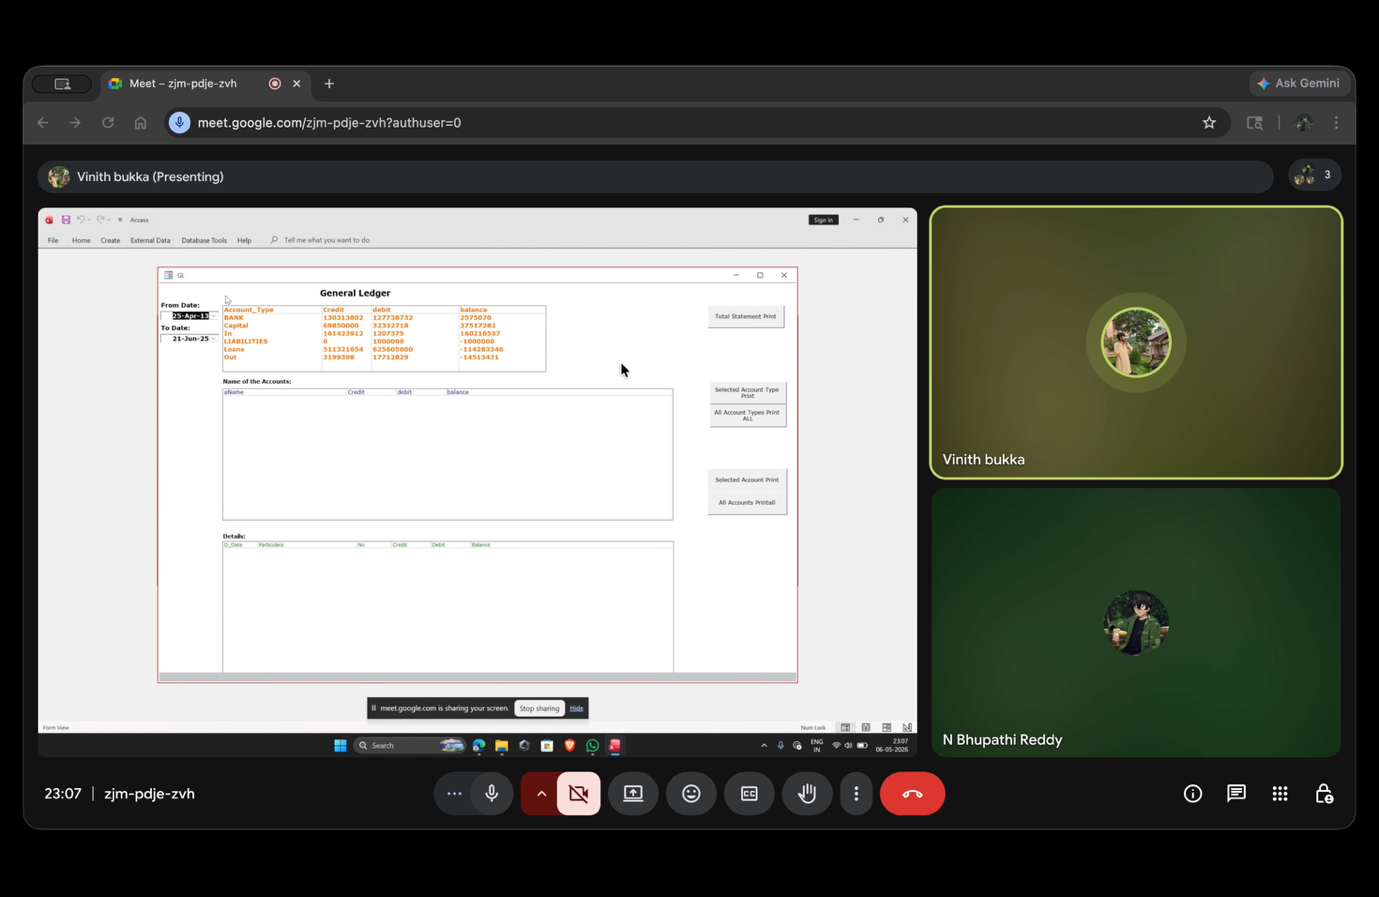 Meet – zjm-pdje-zvh
Ask Gemini
meet.google.com/zjm-pdje-zvh?authuser=0
Vinith bukka (Presenting)
3
Access
Sign in
File Home Create External Data Database Tools Help Tell me what you want to do
GL
General Ledger
From Date:
25-Apr-13
To Date:
21-Jun-25
Account_Type Credit debit balance
BANK 130313802 127738732 2575070
Capital 69850000 32332718 37517282
In 161423912 1207375 160216537
LIABILITIES 0 1000000 -1000000
Loans 511321654 625605000 -114283346
Out 3199398 17712829 -14513431
Total Statement Print
Name of the Accounts:
aName Credit debit balance
Selected Account Type
Print
All Account Types Print
ALL
Selected Account Print
All Accounts Printall
Details:
D_Date Particulars No Credit Debit Balance
meet.google.com is sharing your screen. Stop sharing Hide
Form View
Num Lock
Search
ENG
IN
23:07
06-05-2026
Vinith bukka
N Bhupathi Reddy
23:07 zjm-pdje-zvh
CC